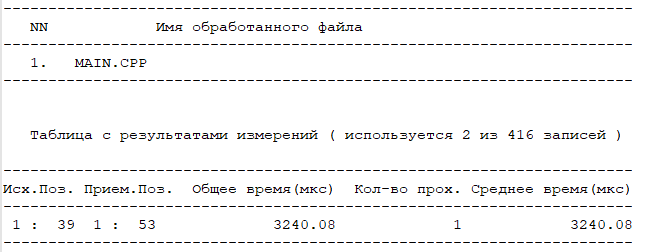 NN Имя обработанного файла
1. MAIN.CPP
Таблица с результатами измерений ( используется 2 из 416 записей )
Исх.Поз. Прием.Поз. Общее время(мкс) Кол-во прох. Среднее время(мкс)
1 : 39 1 : 53 3240.08 1 3240.08